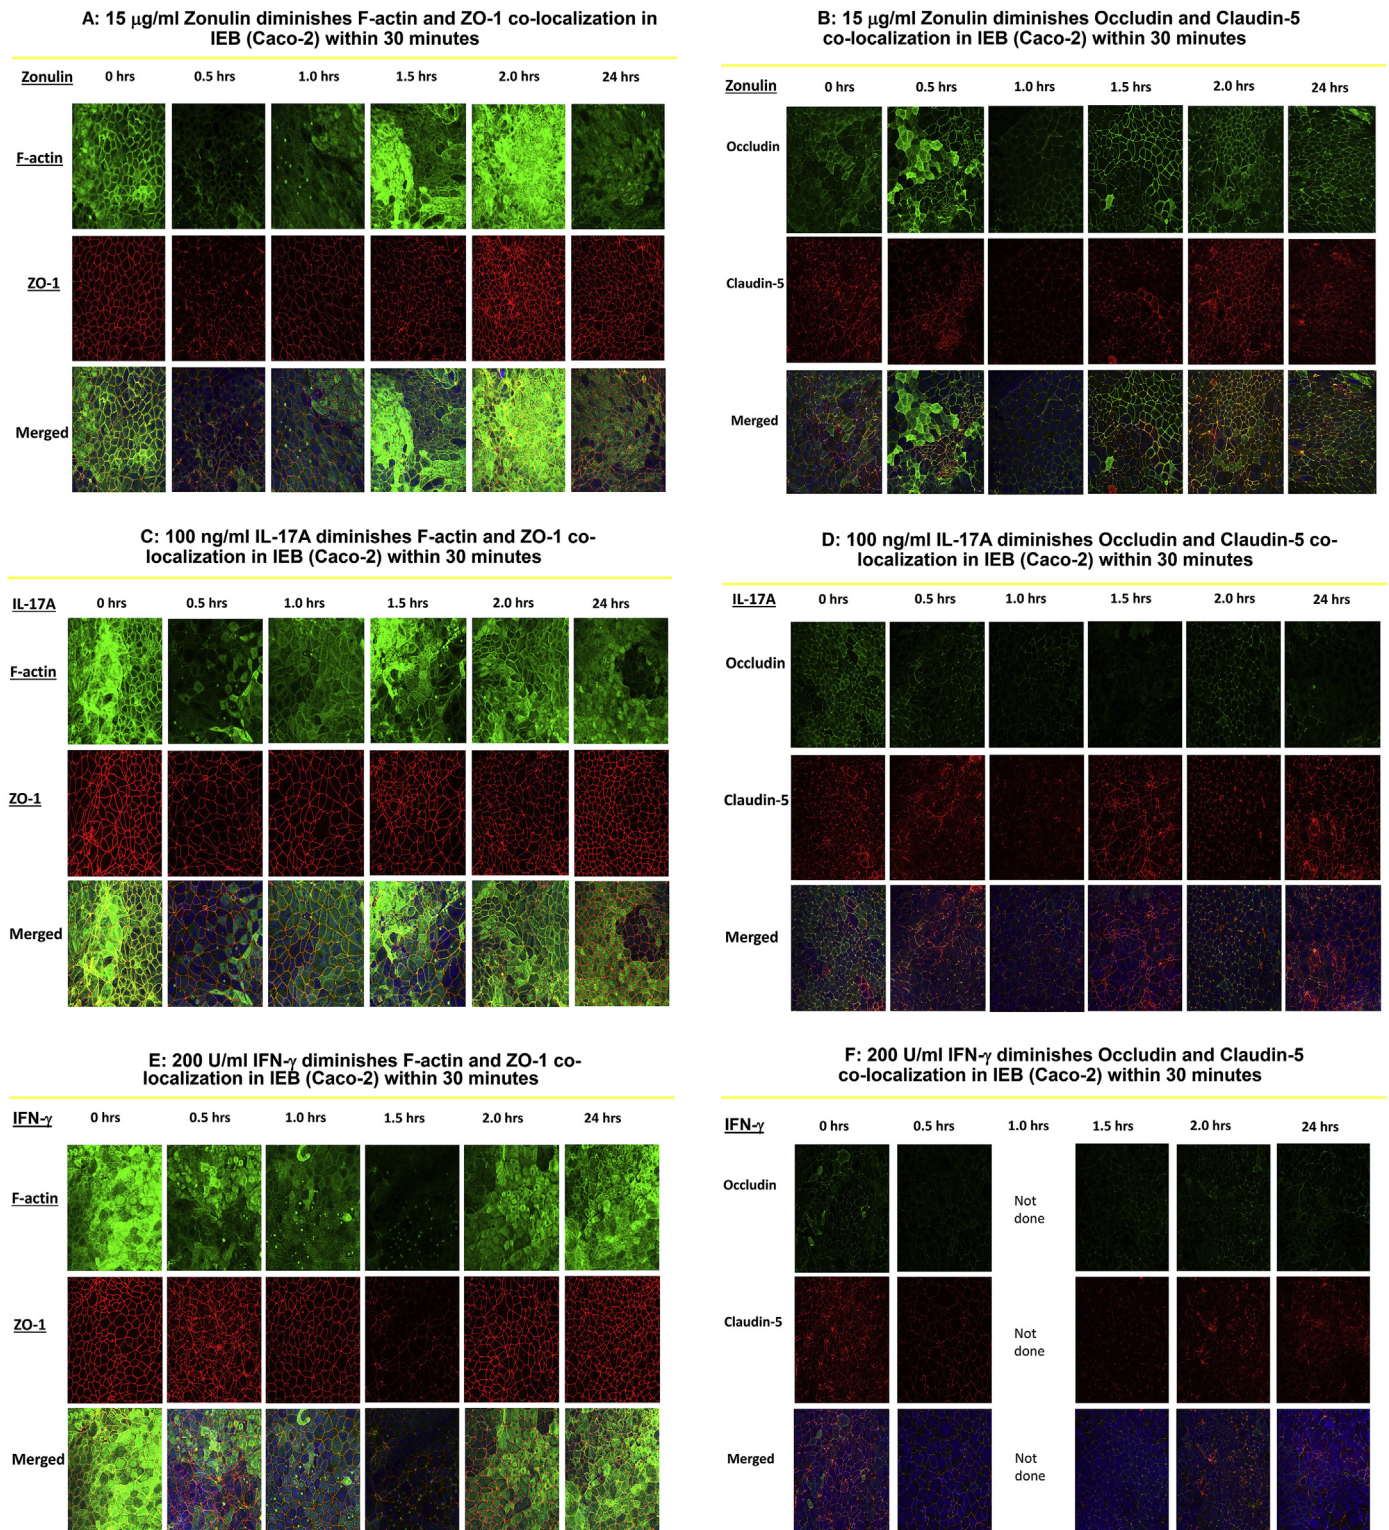 A: 15 μg/ml Zonulin diminishes F-actin and ZO-1 co-localization in
IEB (Caco-2) within 30 minutes
Zonulin 0 hrs 0.5 hrs 1.0 hrs 1.5 hrs 2.0 hrs 24 hrs
F-actin
ZO-1
Merged
B: 15 μg/ml Zonulin diminishes Occludin and Claudin-5
co-localization in IEB (Caco-2) within 30 minutes
Zonulin 0 hrs 0.5 hrs 1.0 hrs 1.5 hrs 2.0 hrs 24 hrs
Occludin
Claudin-5
Merged
C: 100 ng/ml IL-17A diminishes F-actin and ZO-1 co-
localization in IEB (Caco-2) within 30 minutes
IL-17A 0 hrs 0.5 hrs 1.0 hrs 1.5 hrs 2.0 hrs 24 hrs
F-actin
ZO-1
Merged
D: 100 ng/ml IL-17A diminishes Occludin and Claudin-5 co-
localization in IEB (Caco-2) within 30 minutes
IL-17A 0 hrs 0.5 hrs 1.0 hrs 1.5 hrs 2.0 hrs 24 hrs
Occludin
Claudin-5
Merged
E: 200 U/ml IFN-γ diminishes F-actin and ZO-1 co-
localization in IEB (Caco-2) within 30 minutes
IFN-γ 0 hrs 0.5 hrs 1.0 hrs 1.5 hrs 2.0 hrs 24 hrs
F-actin
ZO-1
Merged
F: 200 U/ml IFN-γ diminishes Occludin and Claudin-5
co-localization in IEB (Caco-2) within 30 minutes
IFN-γ 0 hrs 0.5 hrs 1.0 hrs 1.5 hrs 2.0 hrs 24 hrs
Occludin
Not
done
Claudin-5
Not
done
Merged
Not
done